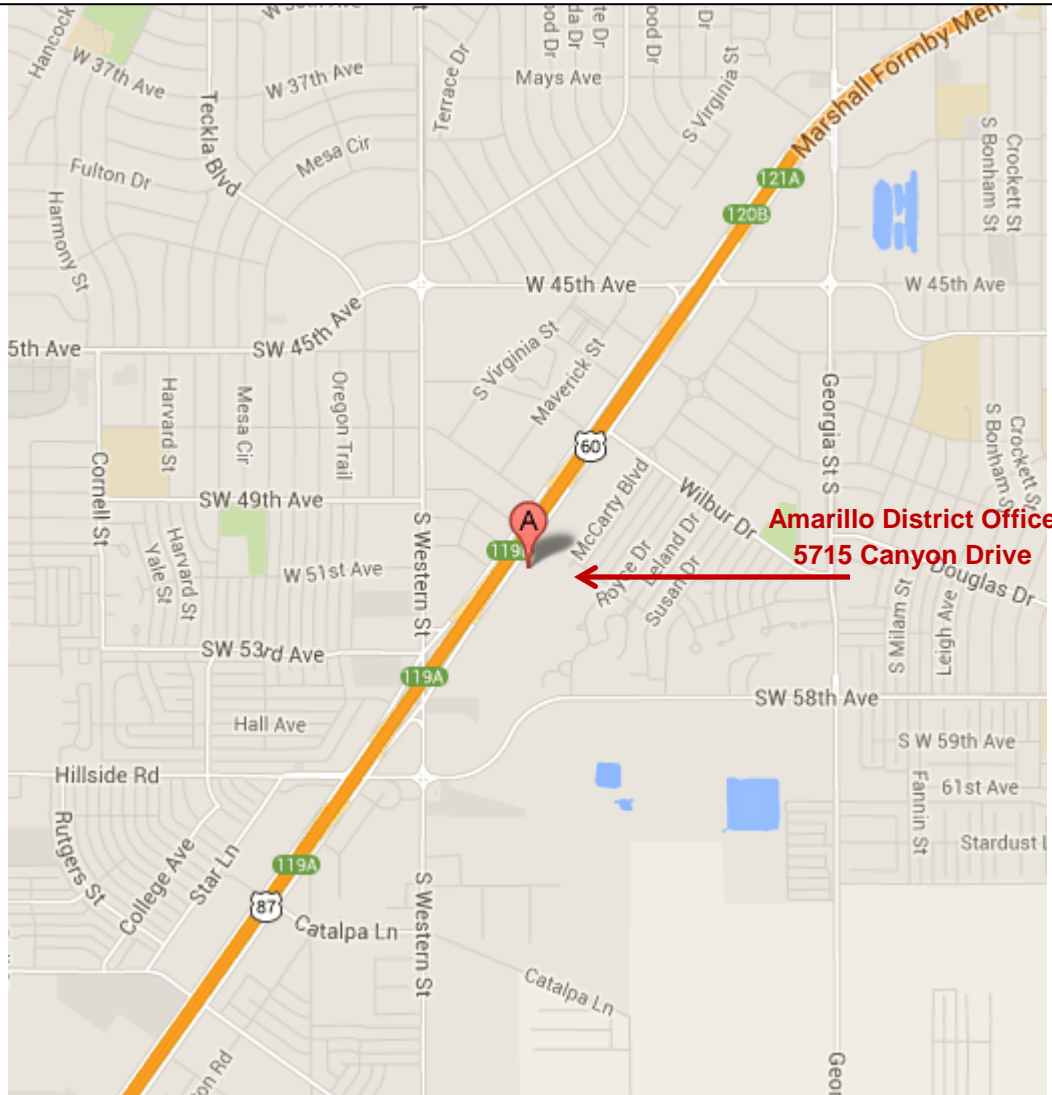 Hancock
W 37th Ave
W 37th Ave
Terrace Dr
Mays Ave
S Virginia St
Marshall Formby Mem
Teckla Blvd
Mesa Cir
Fulton Dr
Harmony St
121A
120B
S Bonham St
Crockett St
W 45th Ave
W 45th Ave
5th Ave
SW 45th Ave
S Virginia St
Maverick St
Harvard St
Mesa Cir
Oregon Trail
Georgia St S
S Bonham St
Crockett St
Cornell St
60
SW 49th Ave
S Western St
McCarty Blvd
Wilbur Dr
A
Amarillo District Office
5715 Canyon Drive
Harvard St
Yale St
W 51st Ave
Royce Dr
Leland Dr
Susan Dr
Douglas Dr
SW 53rd Ave
S Milam St
Leigh Ave
119A
SW 58th Ave
Hall Ave
S W 59th Ave
Hillside Rd
61st Ave
Fannin St
Rutgers St
College Ave
Star Ln
Stardust L
119A
87
S Western St
Catalpa Ln
Catalpa Ln
on Rd
Geor